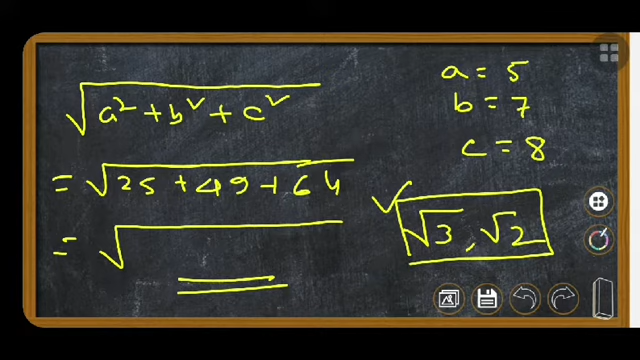 √(a² + b² + c²)
= √(25 + 49 + 64)
= √
a = 5
b = 7
c = 8
√3, √2